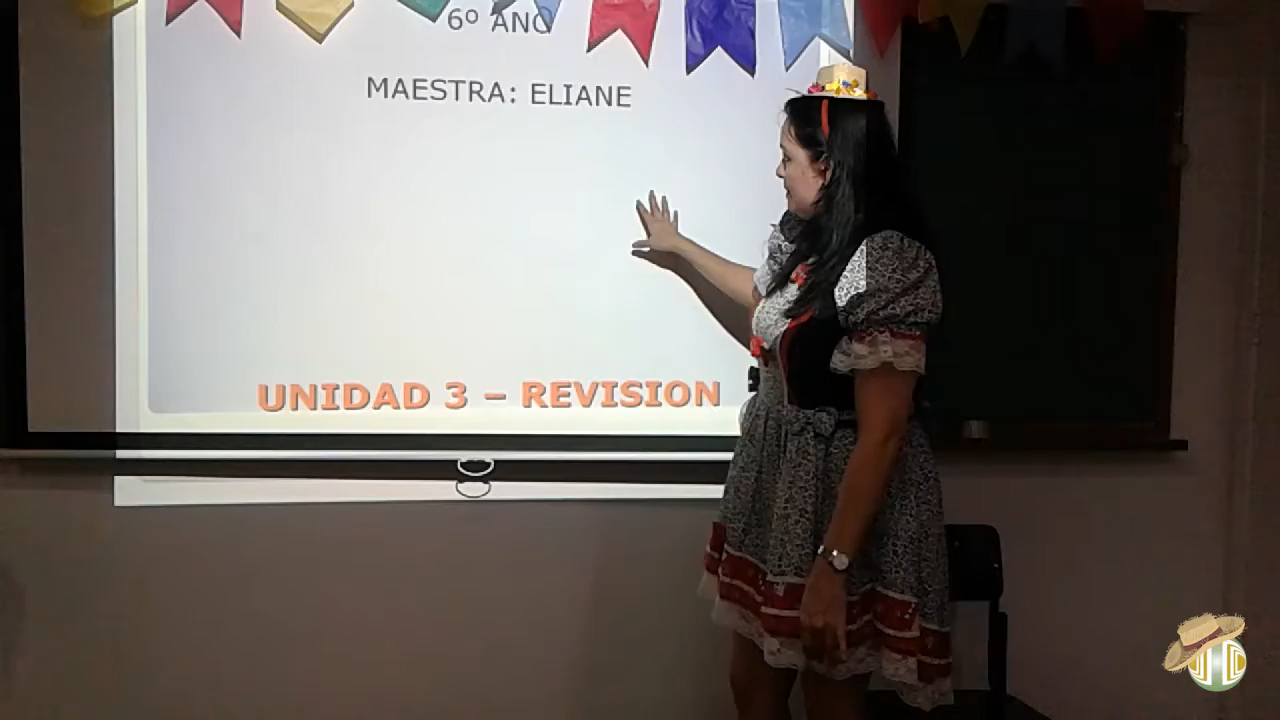 6º ANO
MAESTRA: ELIANE
UNIDAD 3 – REVISION